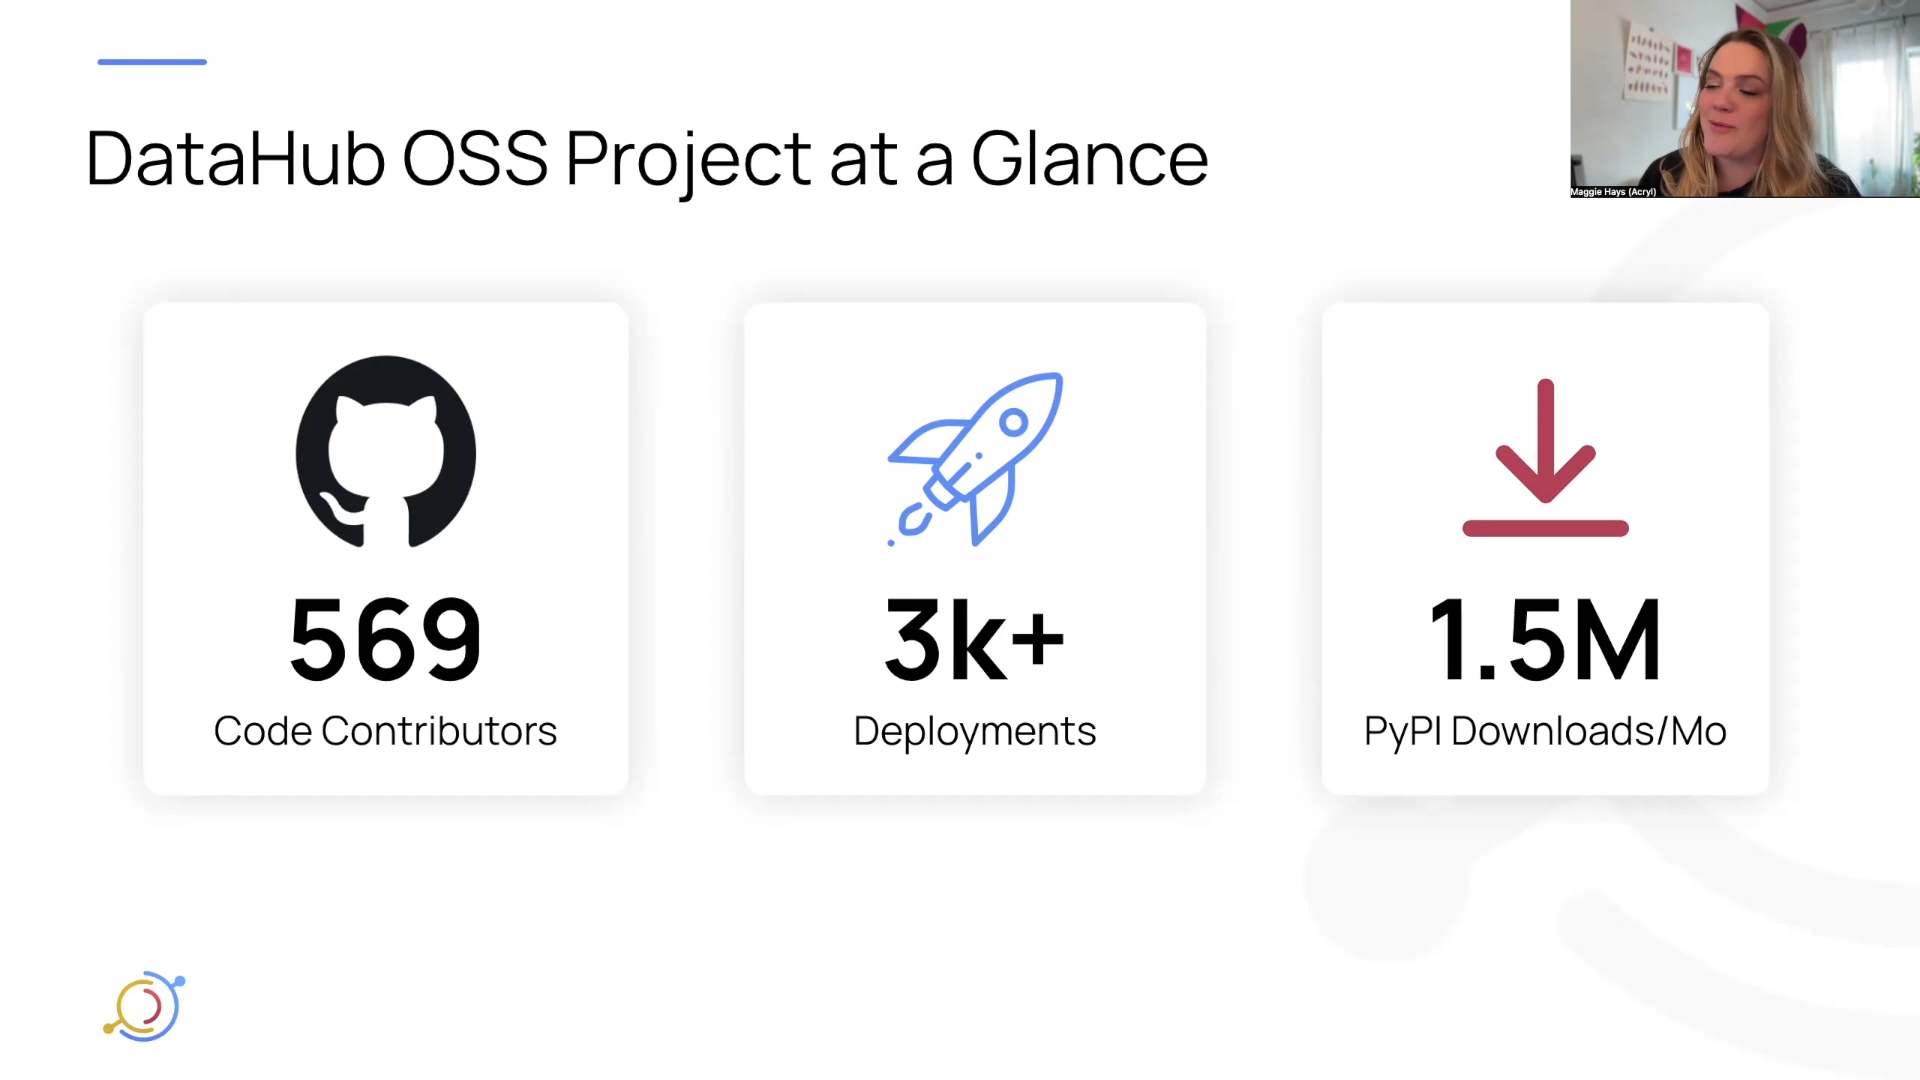 DataHub OSS Project at a Glance
Maggie Hays (Acryl)
569
Code Contributors
3k+
Deployments
1.5M
PyPI Downloads/Mo